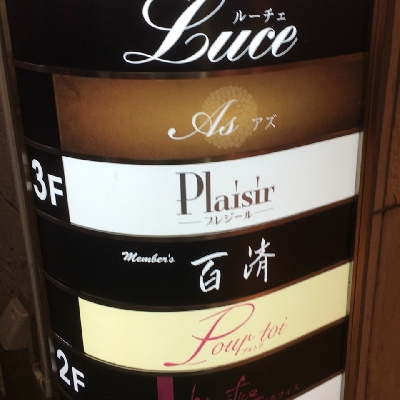 ルーチェ
Luce
As アズ
3F
Plaisir
プレジール
Member's 百済
Pour toi
2F